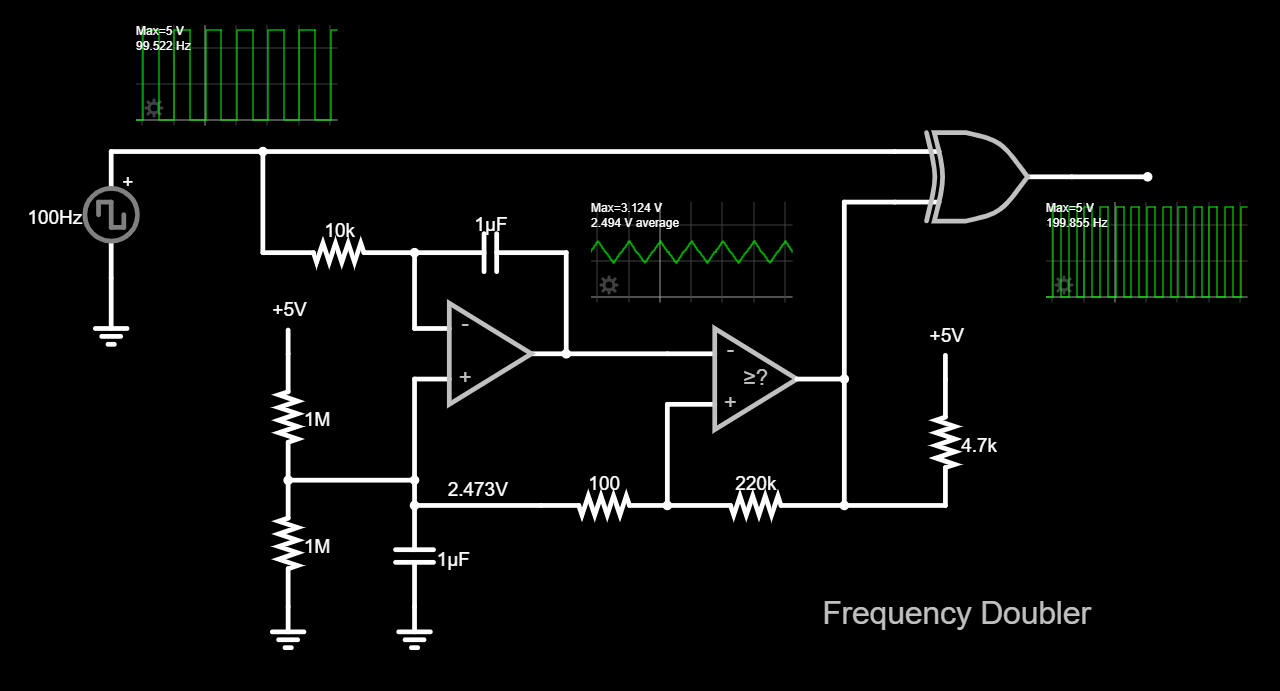 Max=5 V
99.522 Hz
+
100Hz
10k
1µF
Max=3.124 V
2.494 V average
Max=5 V
199.855 Hz
+5V
-
+
-
≥?
+
+5V
1M
4.7k
2.473V
100
220k
1M
1µF
Frequency Doubler